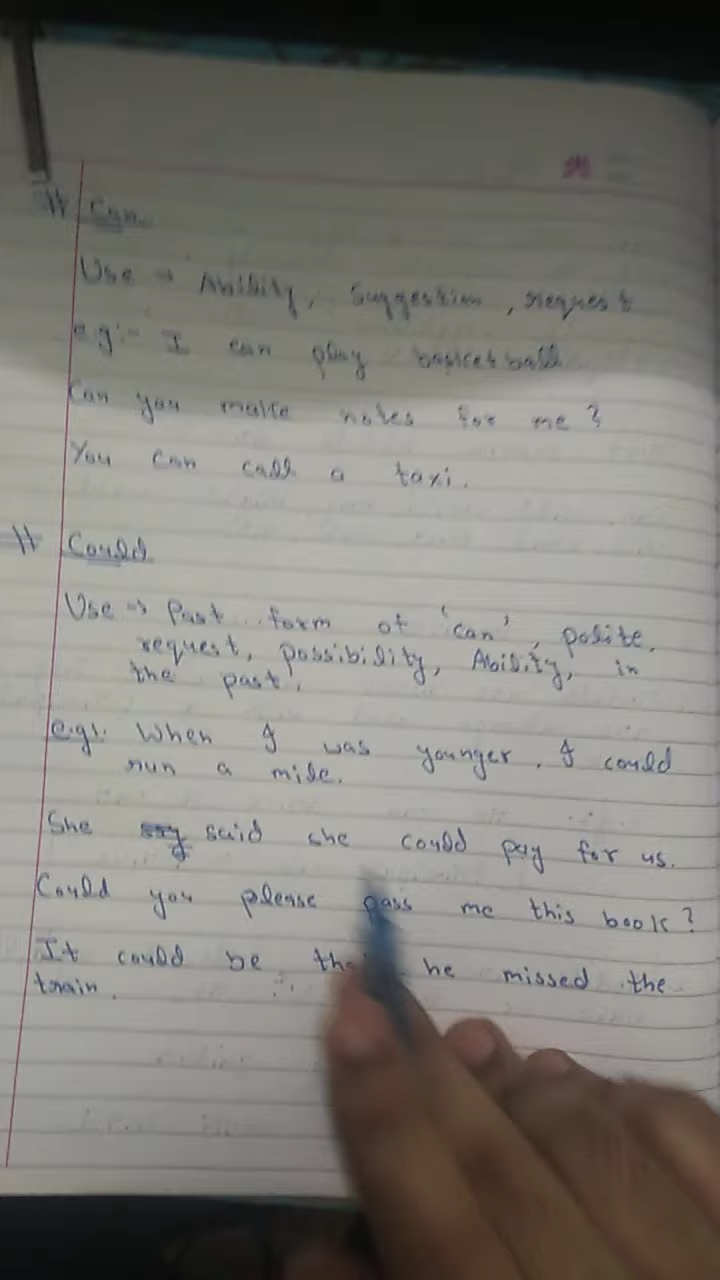 # Can
Use → Ability, Suggestion, request
e.g:- I can play basketball
Can you make notes for me?
You can call a taxi.
# Could
Use → Past form of 'can', polite,
request, possibility, Ability, in
the past.
e.g:. When I was younger, I could
run a mile.
She said she could pay for us.
Could you please pass me this book?
It could be he missed the
train.